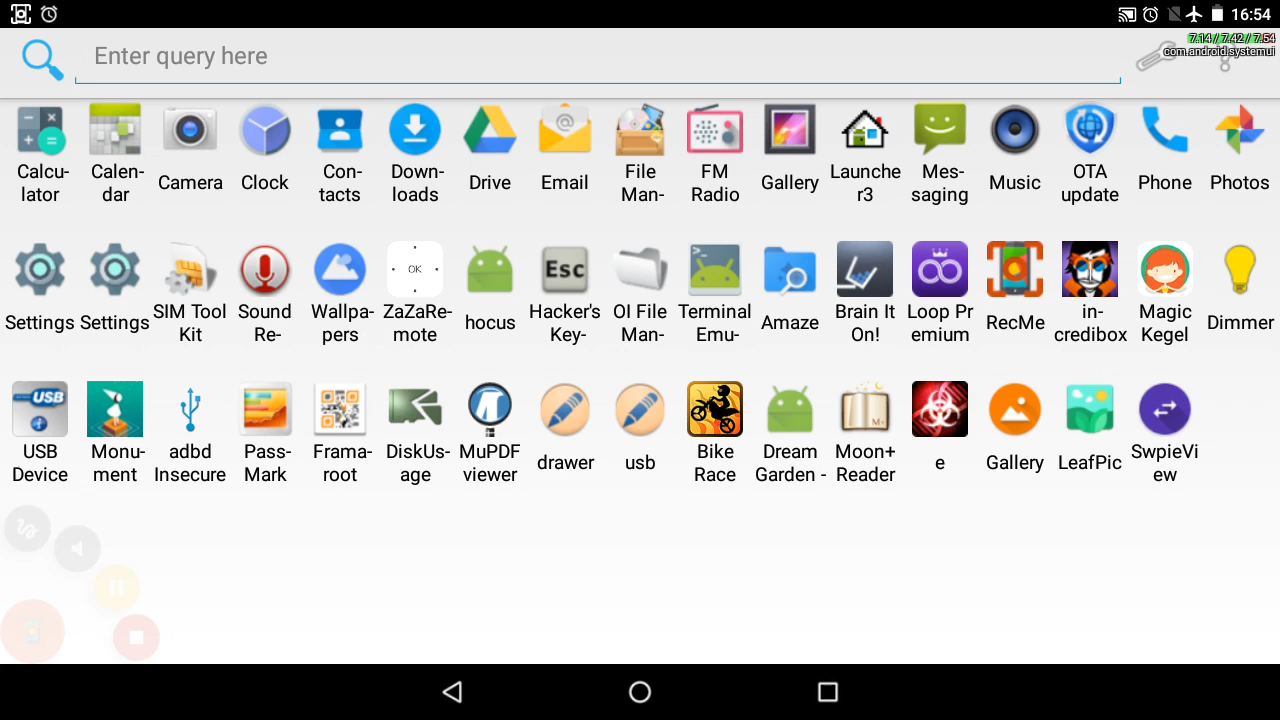 16:54
7.14 / 7.42 / 7.54
com.android.systemui
Enter query here
Calcu-
lator
Calen-
dar
Camera
Clock
Con-
tacts
Down-
loads
Drive
Email
File
Man-
FM
Radio
Gallery
Launche
r3
Mes-
saging
Music
OTA
update
Phone
Photos
Settings
Settings
SIM Tool
Kit
Sound
Re-
Wallpa-
pers
OK
ZaZaRe-
mote
hocus
Esc
Hacker's
Key-
OI File
Man-
Terminal
Emu-
Amaze
Brain It
On!
Loop Pr
emium
RecMe
in-
credibox
Magic
Kegel
Dimmer
USB
USB
Device
Monu-
ment
adbd
Insecure
Pass-
Mark
Frama-
root
DiskUs-
age
MuPDF
viewer
drawer
usb
Bike
Race
Dream
Garden -
M+
Moon+
Reader
e
Gallery
LeafPic
SwpieVi
ew